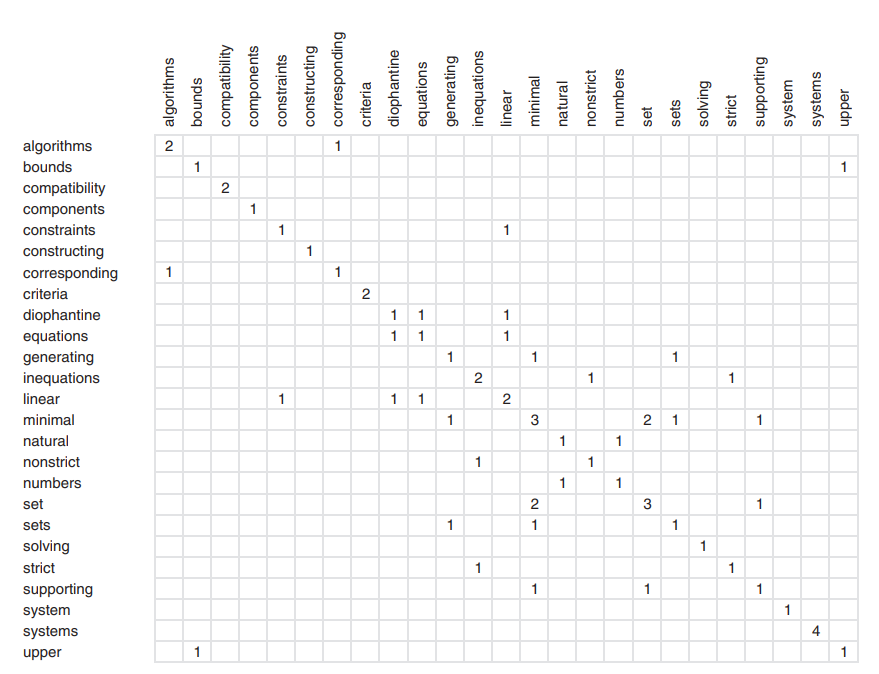 algorithms bounds compatibility components constraints constructing corresponding criteria diophantine equations generating inequations linear minimal natural nonstrict numbers set sets solving strict supporting system systems upper
algorithms 2 1
bounds 1 1
compatibility 2
components 1
constraints 1 1
constructing 1
corresponding 1 1
criteria 2
diophantine 1 1 1
equations 1 1 1
generating 1 1 1
inequations 2 1 1
linear 1 1 1 2
minimal 1 3 2 1 1
natural 1 1
nonstrict 1 1
numbers 1 1
set 2 3 1
sets 1 1 1
solving 1
strict 1 1
supporting 1 1 1
system 1
systems 4
upper 1 1